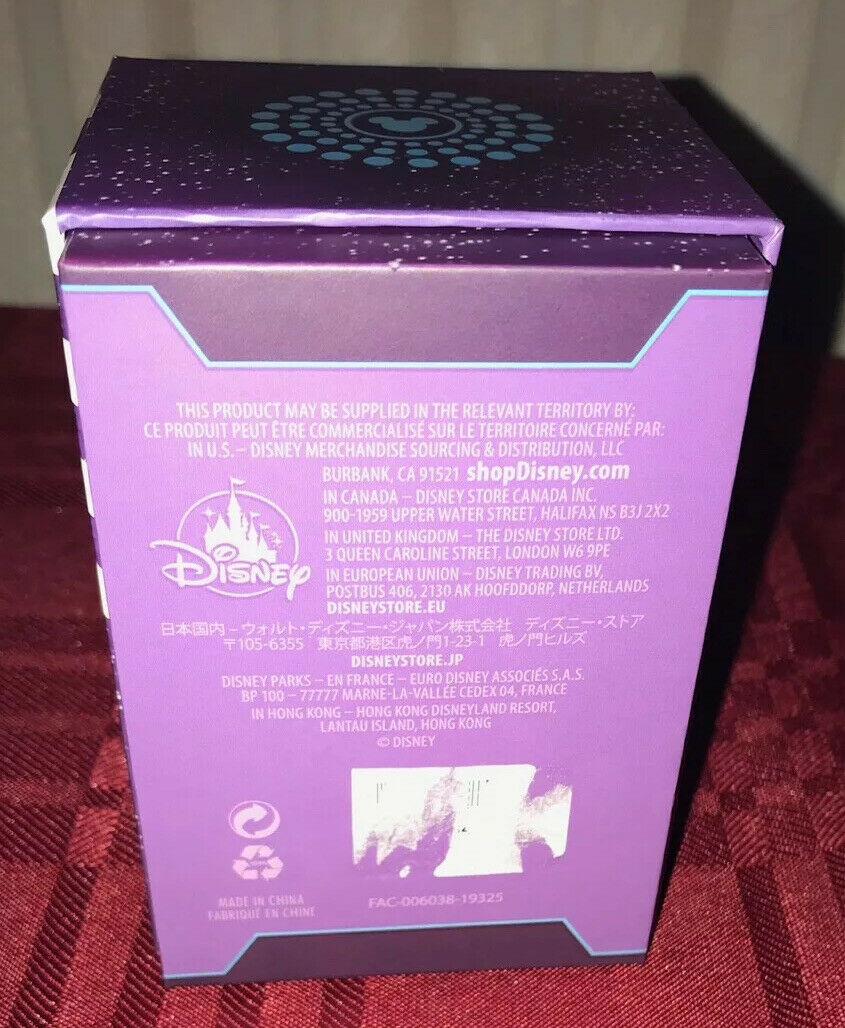 THIS PRODUCT MAY BE SUPPLIED IN THE RELEVANT TERRITORY BY:
CE PRODUIT PEUT ÊTRE COMMERCIALISÉ SUR LE TERRITOIRE CONCERNÉ PAR:
IN U.S. – DISNEY MERCHANDISE SOURCING & DISTRIBUTION, LLC
BURBANK, CA 91521 shopDisney.com
IN CANADA – DISNEY STORE CANADA INC.
900-1959 UPPER WATER STREET, HALIFAX NS B3J 2X2
IN UNITED KINGDOM – THE DISNEY STORE LTD.
3 QUEEN CAROLINE STREET, LONDON W6 9PE
IN EUROPEAN UNION – DISNEY TRADING BV,
POSTBUS 406, 2130 AK HOOFDDORP, NETHERLANDS
DISNEYSTORE.EU
Disney
日本国内 – ウォルト・ディズニー・ジャパン株式会社 ディズニー・ストア
〒105-6355 東京都港区虎ノ門1-23-1 虎ノ門ヒルズ
DISNEYSTORE.JP
DISNEY PARKS – EN FRANCE – EURO DISNEY ASSOCIÉS S.A.S.
BP 100 – 77777 MARNE-LA-VALLÉE CEDEX 04, FRANCE
IN HONG KONG – HONG KONG DISNEYLAND RESORT,
LANTAU ISLAND, HONG KONG
© DISNEY
MADE IN CHINA
FABRIQUÉ EN CHINE
FAC-006038-19325